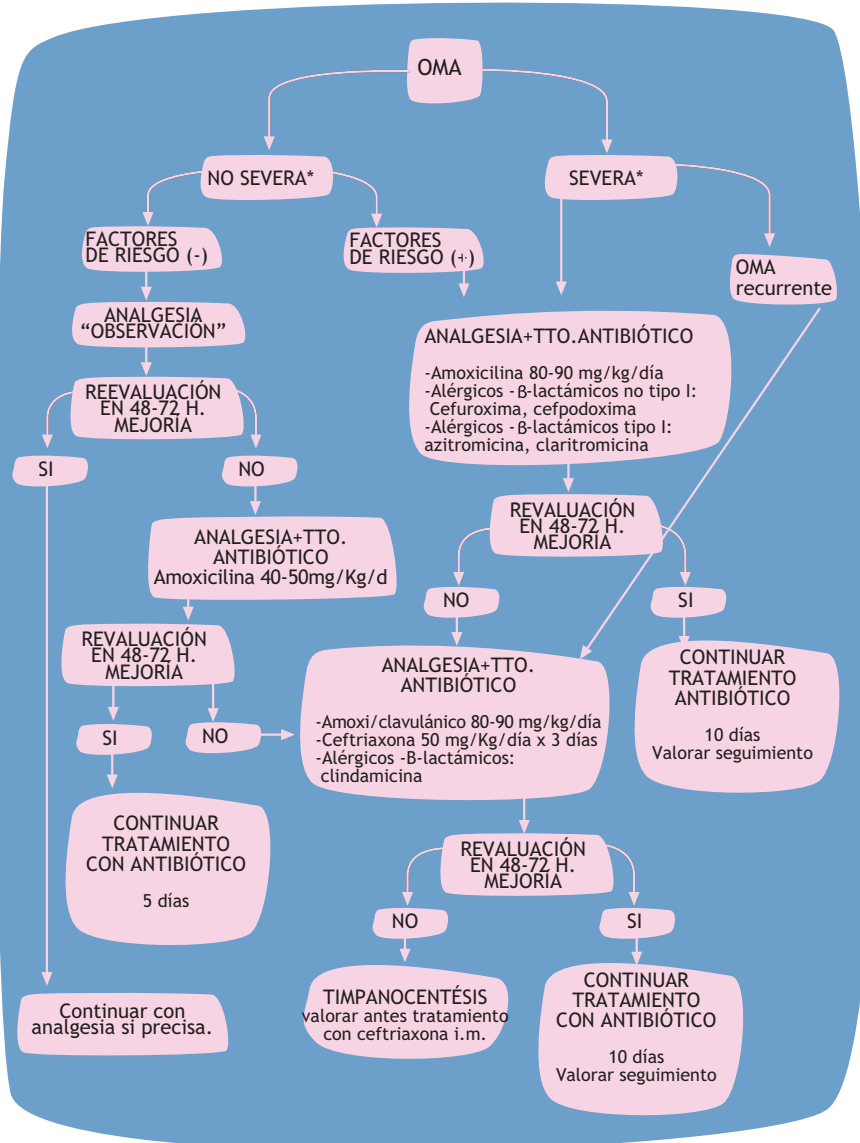 OMA
NO SEVERA*
SEVERA*
FACTORES
DE RIESGO (-)
FACTORES
DE RIESGO (+)
OMA
recurrente
ANALGESIA
“OBSERVACIÓN”
ANALGESIA+TTO.ANTIBIÓTICO
-Amoxicilina 80-90 mg/kg/día
-Alérgicos -β-lactámicos no tipo I:
Cefuroxima, cefpodoxima
-Alérgicos -β-lactámicos tipo I:
azitromicina, claritromicina
REEVALUACIÓN
EN 48-72 H.
MEJORÍA
SI
NO
REVALUACIÓN
EN 48-72 H.
MEJORÍA
ANALGESIA+TTO.
ANTIBIÓTICO
Amoxicilina 40-50mg/Kg/d
NO
SI
REVALUACIÓN
EN 48-72 H.
MEJORÍA
ANALGESIA+TTO.
ANTIBIÓTICO
-Amoxi/clavulánico 80-90 mg/kg/día
-Ceftriaxona 50 mg/Kg/día x 3 días
-Alérgicos -B-lactámicos:
clindamicina
CONTINUAR
TRATAMIENTO
ANTIBIÓTICO
10 días
Valorar seguimiento
SI
NO
CONTINUAR
TRATAMIENTO
CON ANTIBIÓTICO
5 días
REVALUACIÓN
EN 48-72 H.
MEJORÍA
NO
SI
Continuar con
analgesia si precisa.
TIMPANOCENTÉSIS
valorar antes tratamiento
con ceftriaxona i.m.
CONTINUAR
TRATAMIENTO
CON ANTIBIÓTICO
10 días
Valorar seguimiento